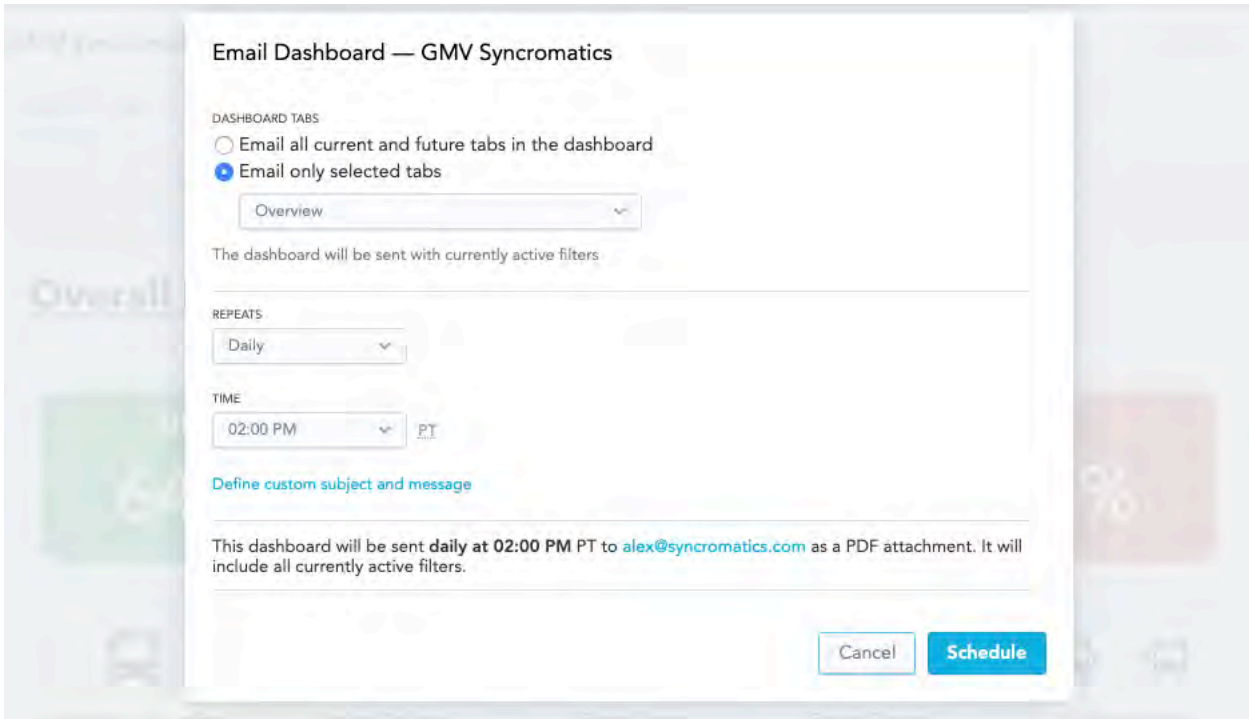 Email Dashboard — GMV Syncromatics
DASHBOARD TABS
Email all current and future tabs in the dashboard
Email only selected tabs
Overview
The dashboard will be sent with currently active filters
Overall
REPEATS
Daily
TIME
02:00 PM PT
Define custom subject and message
%
This dashboard will be sent daily at 02:00 PM PT to alex@syncromatics.com as a PDF attachment. It will
include all currently active filters.
Cancel Schedule